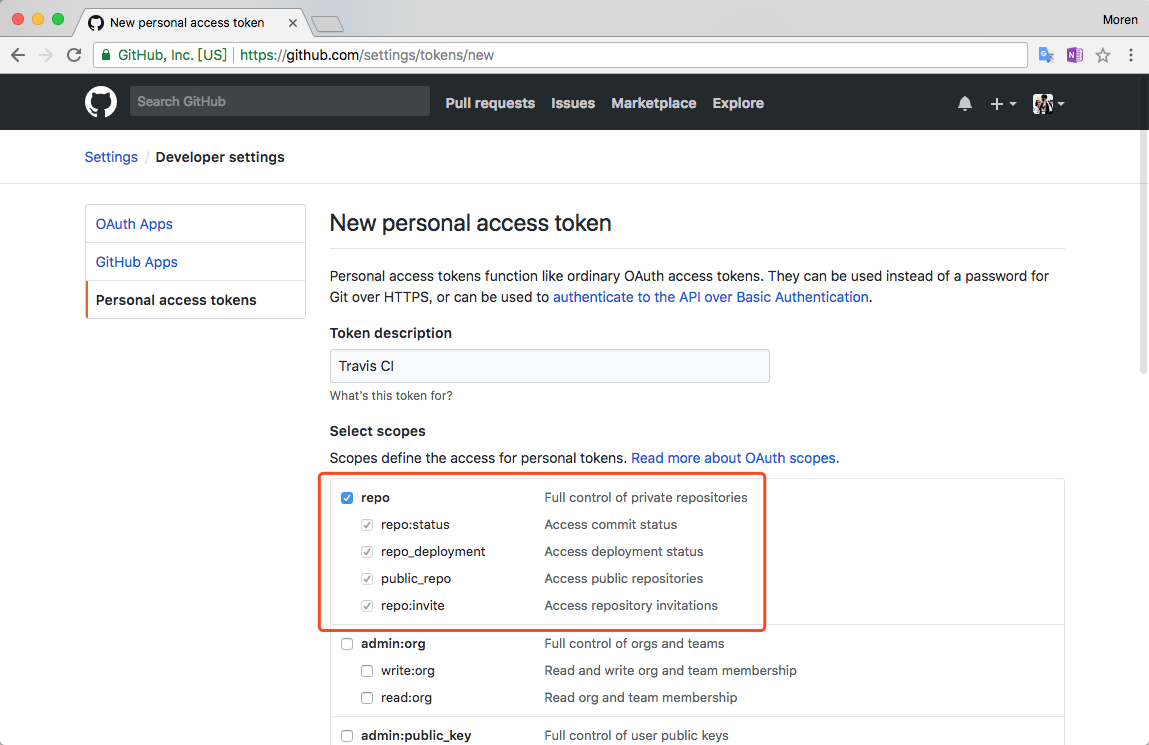 New personal access token
Moren
GitHub, Inc. [US] https://github.com/settings/tokens/new
Search GitHub
Pull requests Issues Marketplace Explore
Settings / Developer settings
OAuth Apps
GitHub Apps
Personal access tokens
New personal access token
Personal access tokens function like ordinary OAuth access tokens. They can be used instead of a password for
Git over HTTPS, or can be used to authenticate to the API over Basic Authentication.
Token description
Travis CI
What's this token for?
Select scopes
Scopes define the access for personal tokens. Read more about OAuth scopes.
repo Full control of private repositories
repo:status Access commit status
repo_deployment Access deployment status
public_repo Access public repositories
repo:invite Access repository invitations
admin:org Full control of orgs and teams
write:org Read and write org and team membership
read:org Read org and team membership
admin:public_key Full control of user public keys